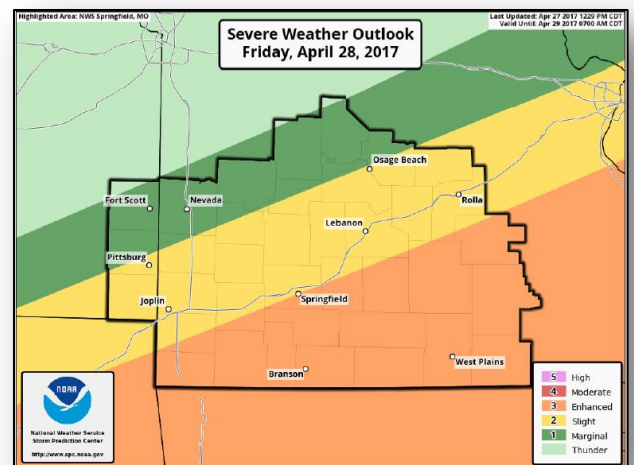 Highlighted Area: NWS Springfield, MO
Last Updated: Apr 27 2017 1229 PM
Valid Until: Apr 29 2017 0700 AM
Severe Weather Outlook
Friday, April 28, 2017
Osage Beach
Fort Scott
Nevada
Rolla
Lebanon
Pittsburg
Joplin
Springfield
West Plains
Branson
NOAA
National Weather Service
Storm Prediction Center
http://www.spc.noaa.gov
5 High
4 Moderate
3 Enhanced
2 Slight
1 Marginal
Thunder